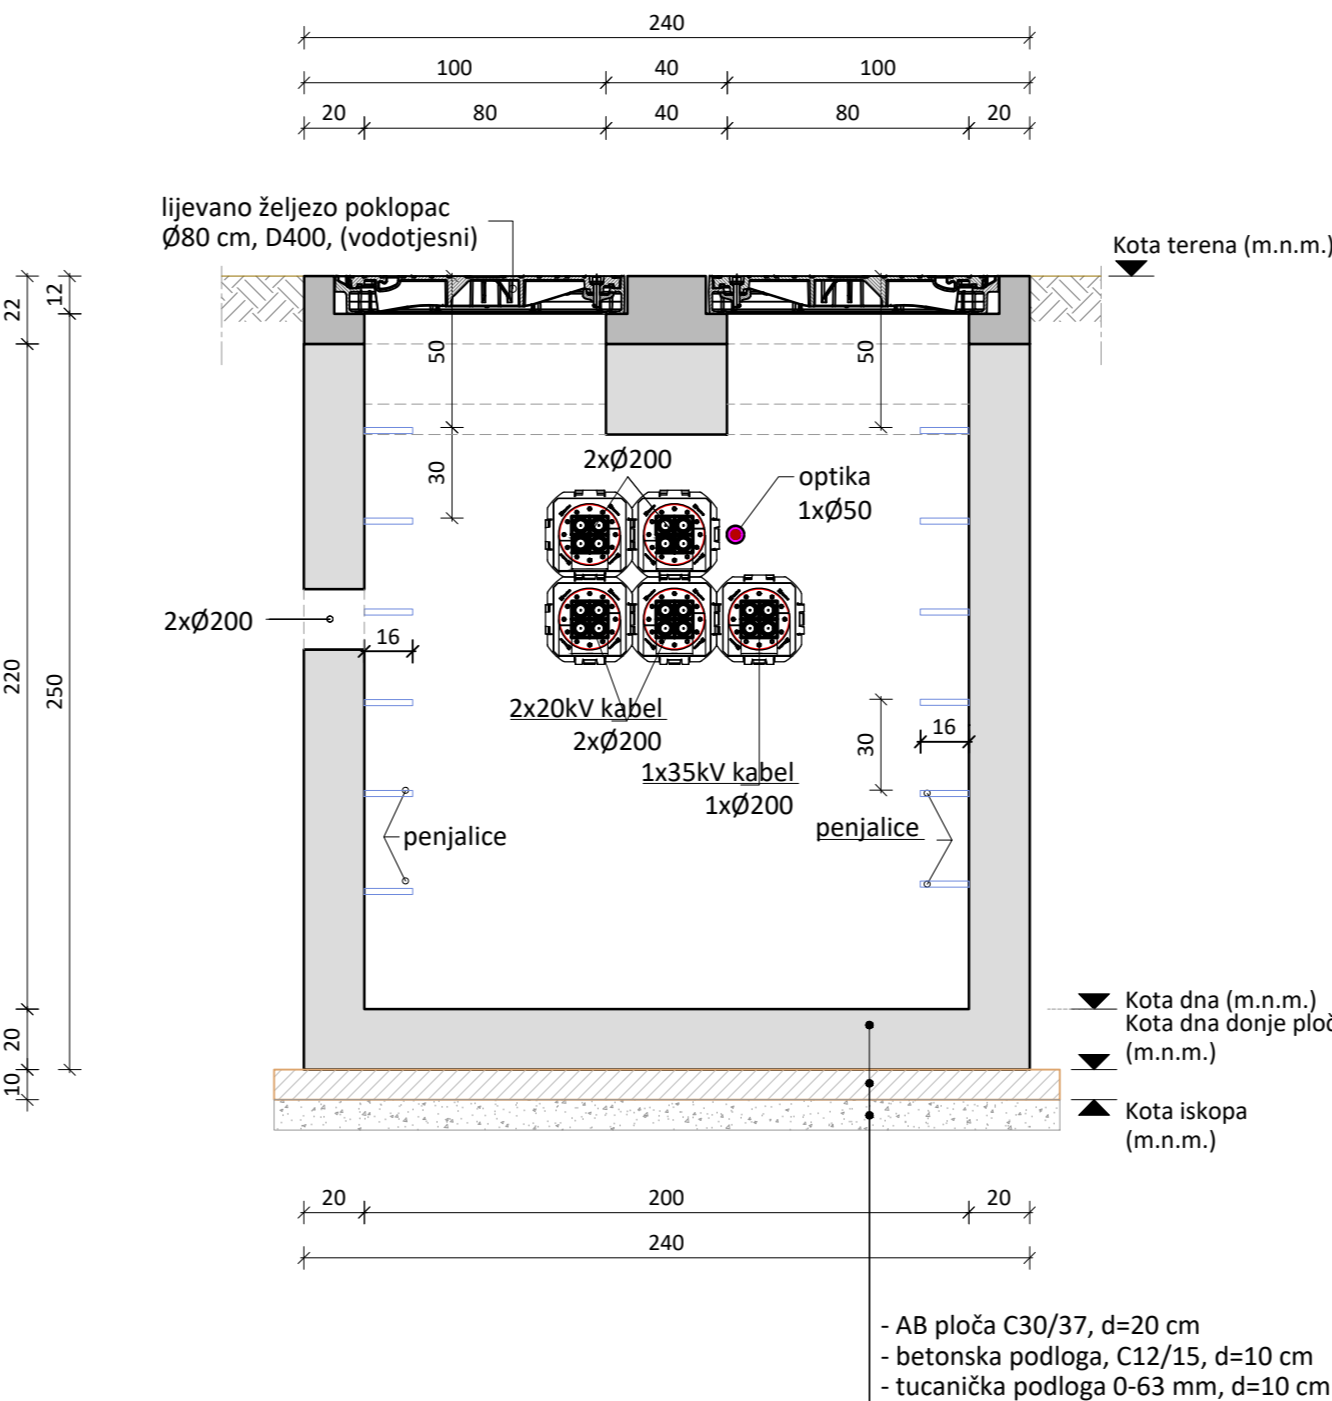 240
100 40 100
20 80 40 80 20
lijevano željezo poklopac
Ø80 cm, D400, (vodotjesni)
Kota terena (m.n.m.)
22
12
50
50
30
2xØ200
optika
1xØ50
2xØ200
16
220
250
2x20kV kabel
2xØ200
30
16
1x35kV kabel
1xØ200
penjalice
penjalice
Kota dna (m.n.m.)
Kota dna donje ploč
(m.n.m.)
20
10
Kota iskopa
(m.n.m.)
20 200 20
240
- AB ploča C30/37, d=20 cm
- betonska podloga, C12/15, d=10 cm
- tucanička podloga 0-63 mm, d=10 cm